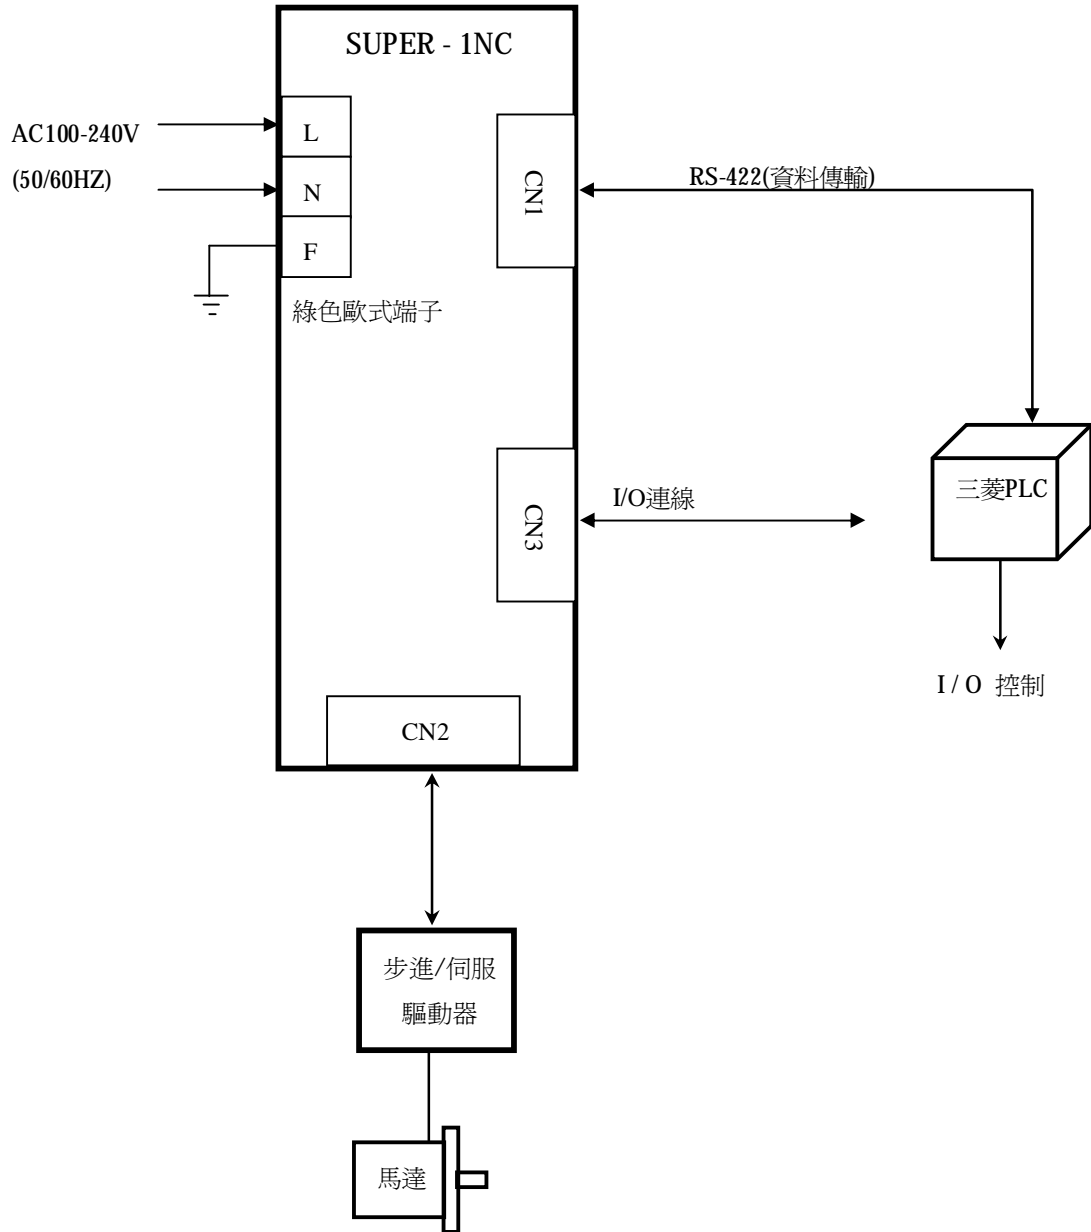 SUPER - 1NC
AC100-240V
(50/60HZ)
L
N
F
綠色歐式端子
CN1
RS-422(資料傳輸)
CN3
I/O連線
三菱PLC
I / O 控制
CN2
步進/伺服
驅動器
馬達